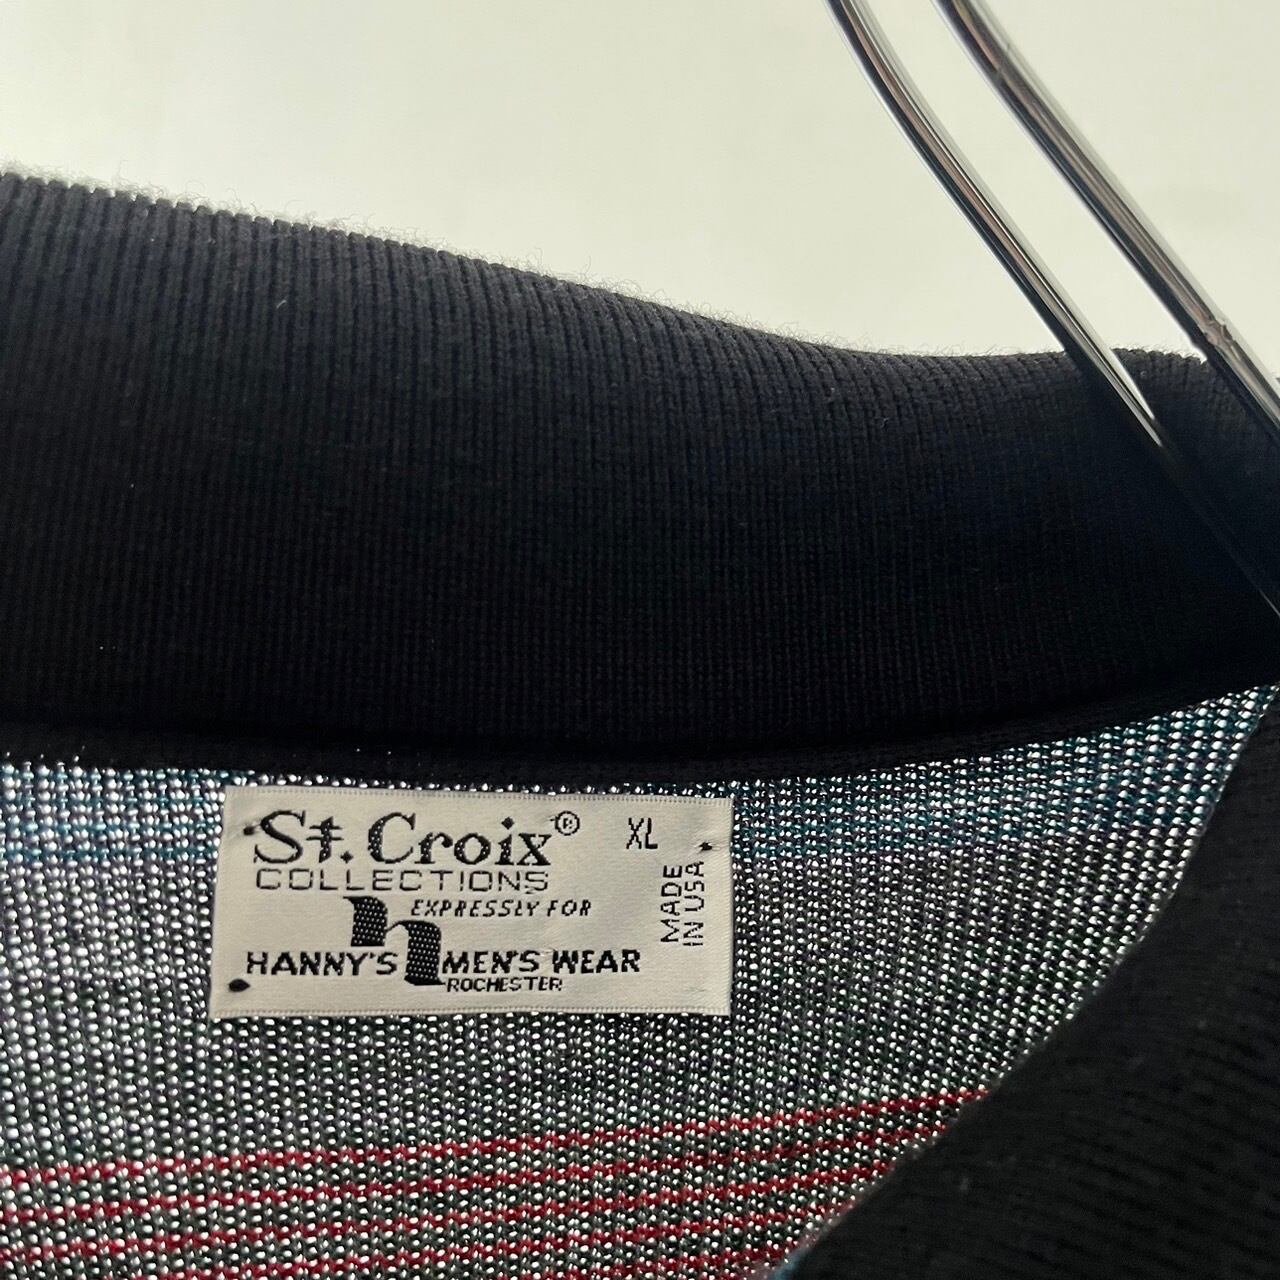 St. Croix® XL
COLLECTIONS
EXPRESSLY FOR
h
HANNY'S MEN'S WEAR
ROCHESTER
MADE
IN USA